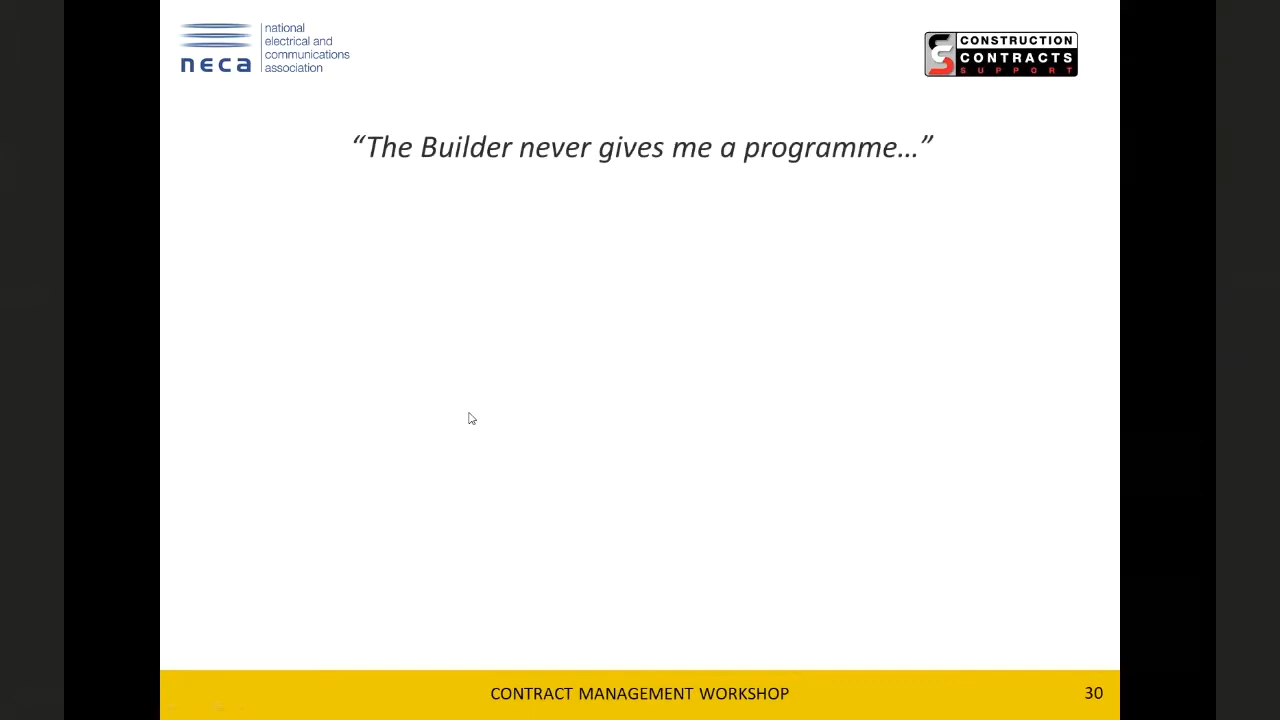 neca
national
electrical and
communications
association
CONSTRUCTION
CONTRACTS
SUPPORT
“The Builder never gives me a programme…”
CONTRACT MANAGEMENT WORKSHOP
30